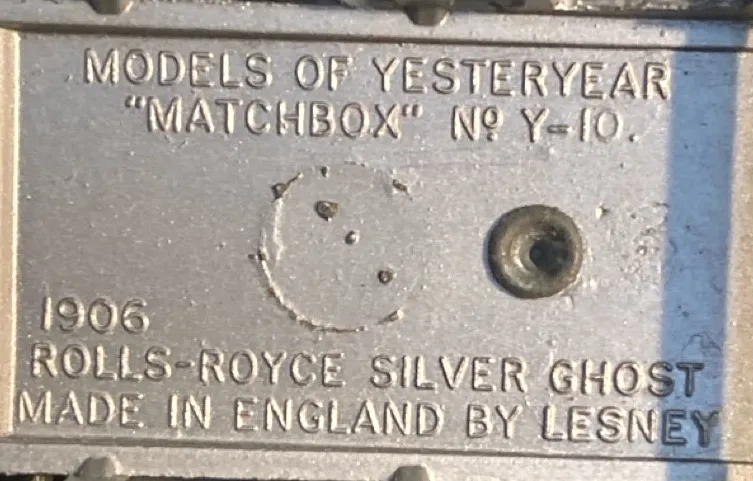 MODELS OF YESTERYEAR
"MATCHBOX" Nº Y-10.
1906
ROLLS-ROYCE SILVER GHOST
MADE IN ENGLAND BY LESNEY